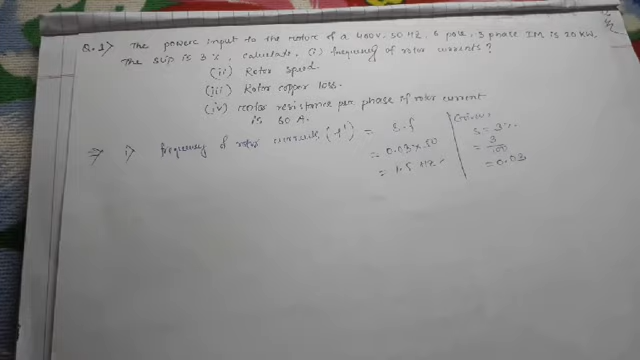 Q.1) The power input to the rotor of a 400V, 50 HZ, 6 pole, 3 phase IM is 20 KW.
The slip is 3%, calculate. (i) frequency of rotor currents?
(ii) Rotor speed
(iii) Rotor copper loss.
(iv) rotor resistance per phase if rotor current
is 60 A.
⇒ i) frequency of rotor currents (f') = s.f
= 0.03 x 50
= 1.5 HZ
Given:
s = 3%
= 3/100
= 0.03